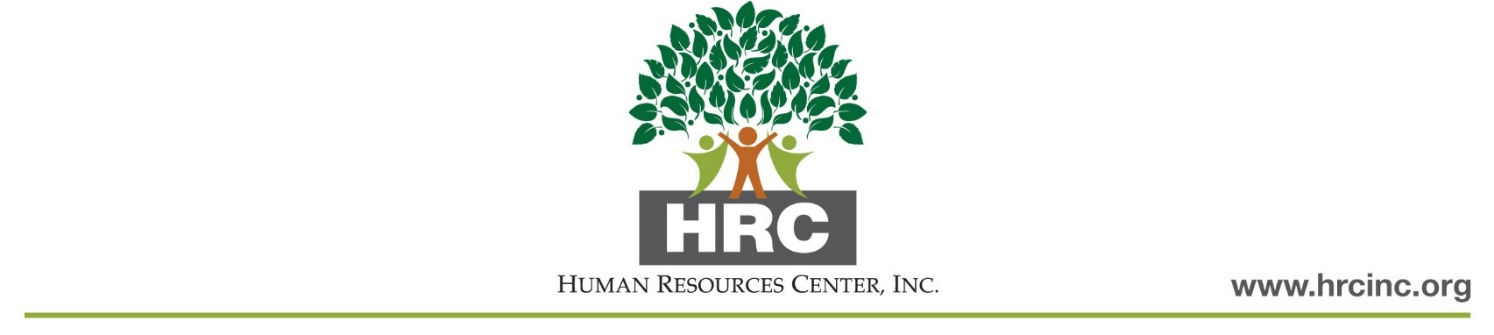 HRC
HUMAN RESOURCES CENTER, INC.
www.hrcinc.org